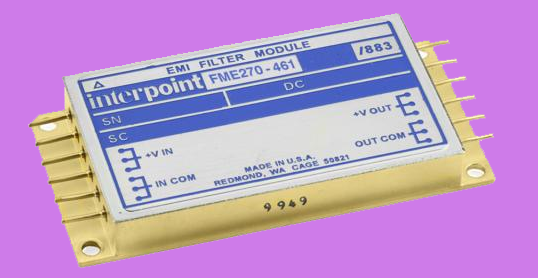 EMI FILTER MODULE
interpoint FME270-461 /883
SN DC
SC
+V IN +V OUT
IN COM OUT COM
MADE IN U.S.A.
REDMOND, WA CAGE 50821
9949